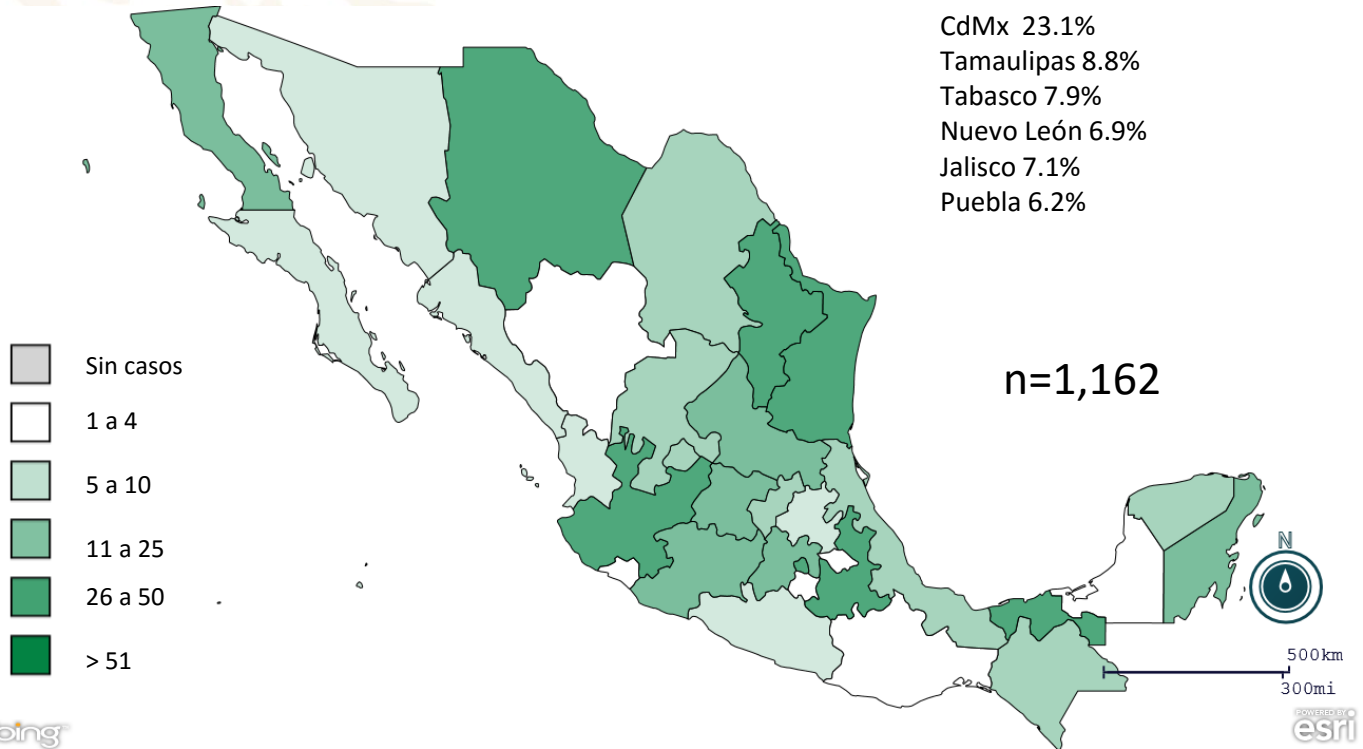 CdMx 23.1%
Tamaulipas 8.8%
Tabasco 7.9%
Nuevo León 6.9%
Jalisco 7.1%
Puebla 6.2%
n=1,162
Sin casos
1 a 4
5 a 10
11 a 25
26 a 50
> 51
N
500km
300mi
bing
POWERED BY
esri